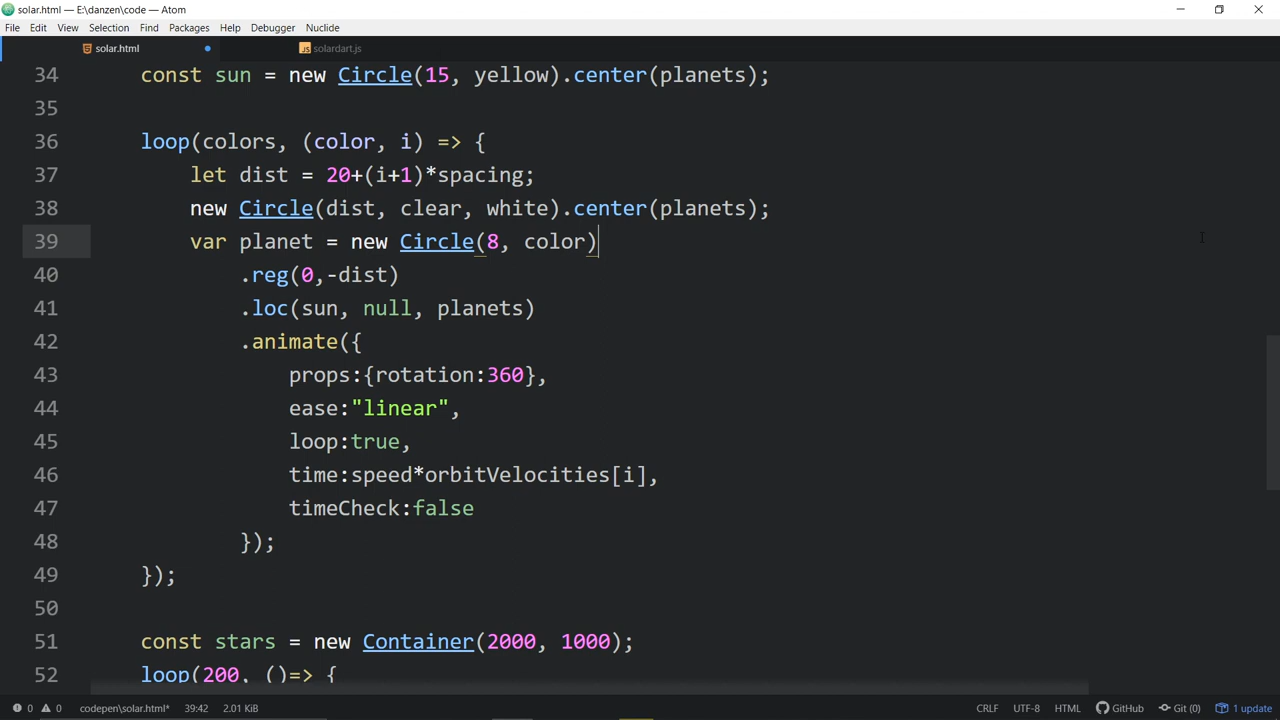 solar.html — E:\danzen\code — Atom
File Edit View Selection Find Packages Help Debugger Nuclide
solar.html
JS solardart.js
34 const sun = new Circle(15, yellow).center(planets);
35
36 loop(colors, (color, i) => {
37 let dist = 20+(i+1)*spacing;
38 new Circle(dist, clear, white).center(planets);
39 var planet = new Circle(8, color)
40 .reg(0,-dist)
41 .loc(sun, null, planets)
42 .animate({
43 props:{rotation:360},
44 ease:"linear",
45 loop:true,
46 time:speed*orbitVelocities[i],
47 timeCheck:false
48 });
49 });
50
51 const stars = new Container(2000, 1000);
52 loop(200, ()=> {
0 0 codepen\solar.html* 39:42 2.01 KiB CRLF UTF-8 HTML GitHub Git (0) 1 update